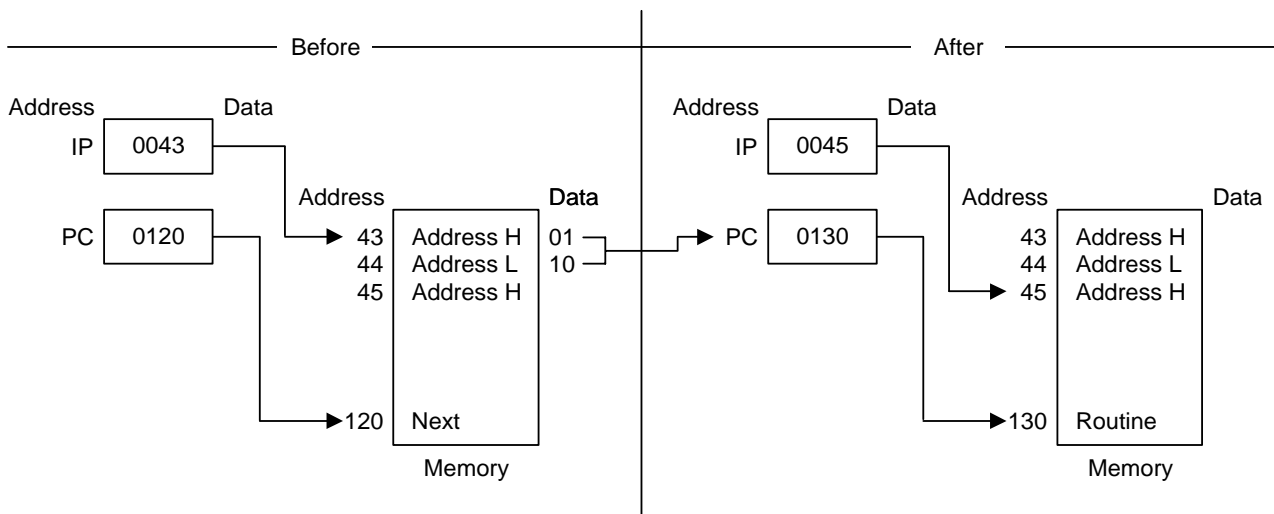 Before
Address Data
IP 0043
Address Data
PC 0120
43 Address H 01
44 Address L 10
45 Address H
120 Next
Memory
After
Address Data
IP 0045
Address Data
PC 0130
43 Address H
44 Address L
45 Address H
130 Routine
Memory